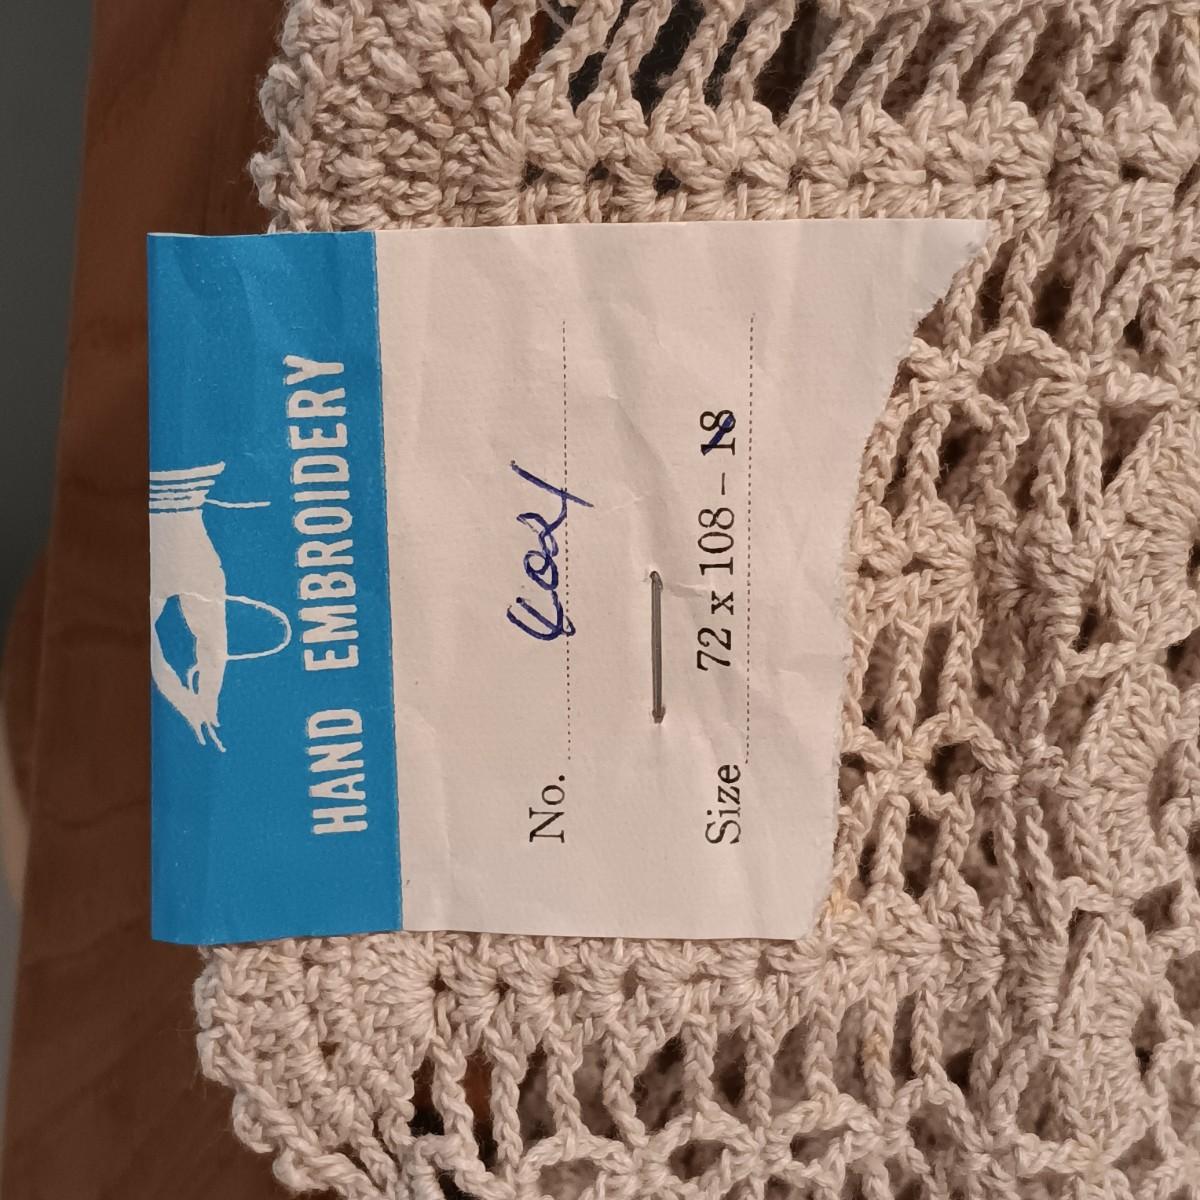 HAND EMBROIDERY
No.
Size 72 x 108 – 18